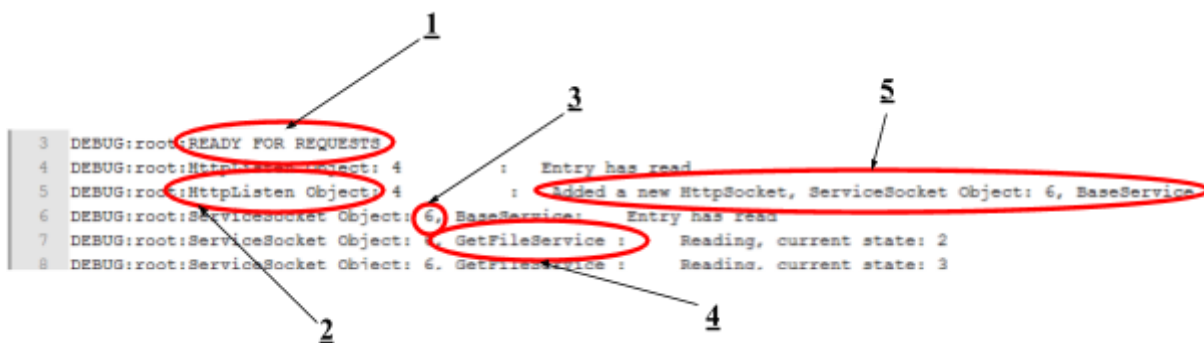 1
3
5
3 DEBUG:root:READY FOR REQUESTS
4 DEBUG:root:HttpListen Object: 4 : Entry has read
5 DEBUG:root:HttpListen Object: 4 : Added a new HttpSocket, ServiceSocket Object: 6, BaseService
6 DEBUG:root:ServiceSocket Object: 6, BaseService: Entry has read
7 DEBUG:root:ServiceSocket Object: 6, GetFileService : Reading, current state: 2
8 DEBUG:root:ServiceSocket Object: 6, GetFileService : Reading, current state: 3
2
4